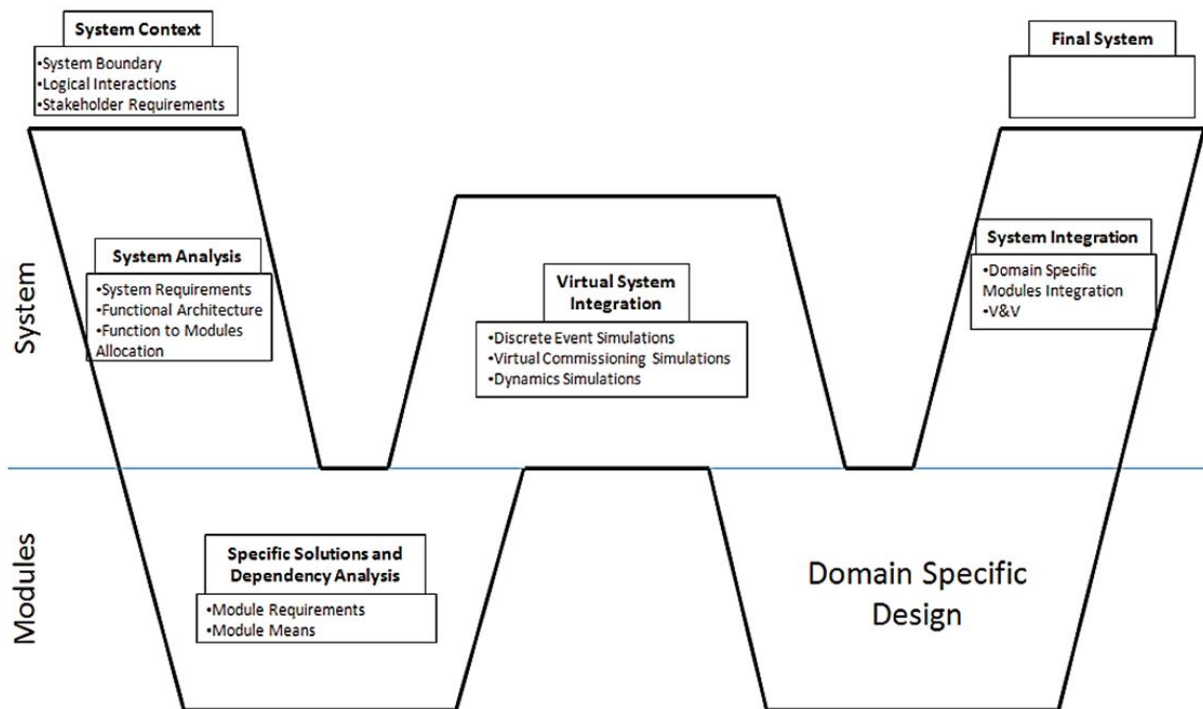 System Context
•System Boundary
•Logical Interactions
•Stakeholder Requirements
Final System
System
System Analysis
•System Requirements
•Functional Architecture
•Function to Modules
Allocation
Virtual System
Integration
•Discrete Event Simulations
•Virtual Commissioning Simulations
•Dynamics Simulations
System Integration
•Domain Specific
Modules Integration
•V&V
Modules
Specific Solutions and
Dependency Analysis
•Module Requirements
•Module Means
Domain Specific
Design